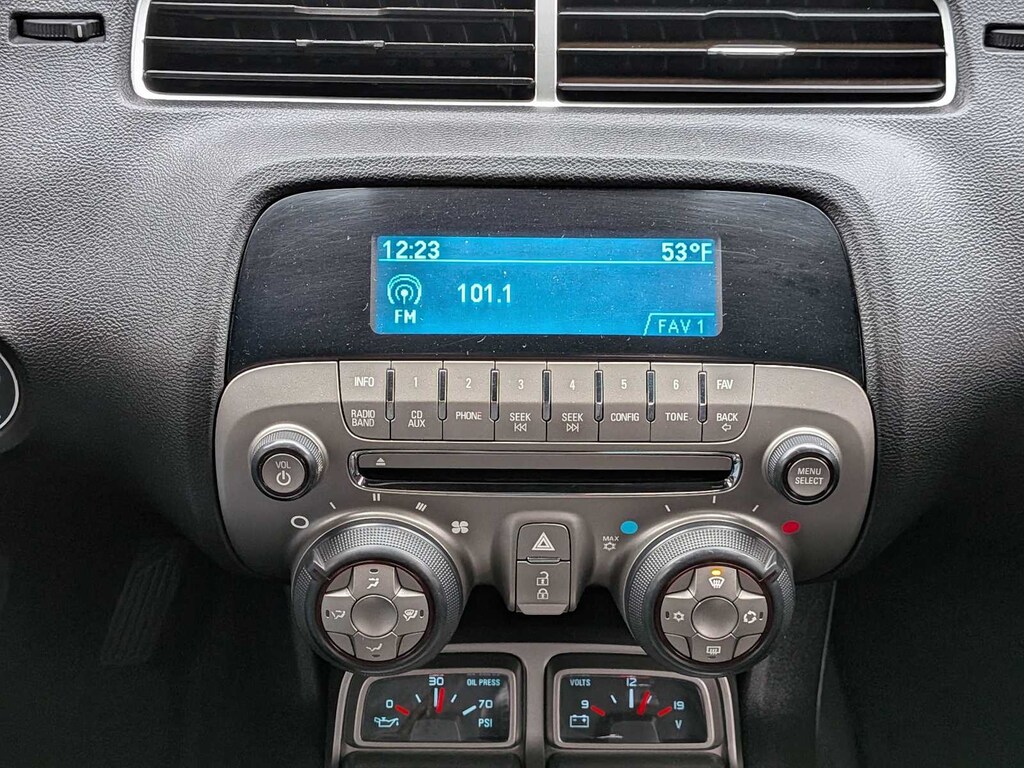 12:23 53°F
101.1
FM
FAV 1
INFO 1 2 3 4 5 6 FAV
RADIO BAND CD AUX PHONE SEEK SEEK CONFIG TONE BACK
VOL
MENU
SELECT
MAX
30 OIL PRESS
0 70
PSI
VOLTS 12
9 19
V